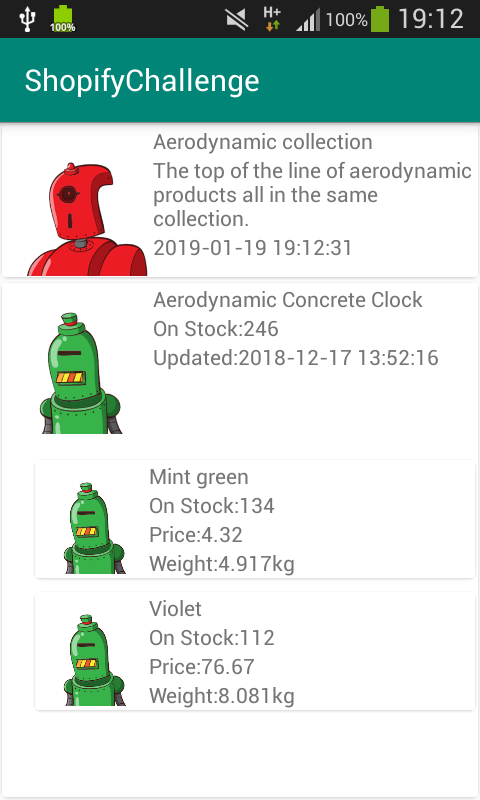 100%
H+
100%
19:12
ShopifyChallenge
Aerodynamic collection
The top of the line of aerodynamic
products all in the same
collection.
2019-01-19 19:12:31
Aerodynamic Concrete Clock
On Stock:246
Updated:2018-12-17 13:52:16
Mint green
On Stock:134
Price:4.32
Weight:4.917kg
Violet
On Stock:112
Price:76.67
Weight:8.081kg